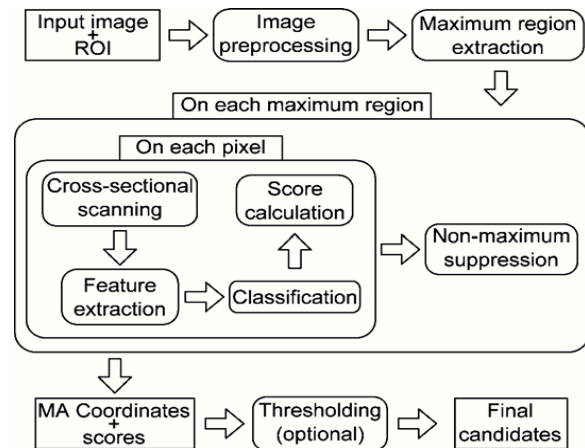 Input image
+
ROI
Image
preprocessing
Maximum region
extraction
On each maximum region
On each pixel
Cross-sectional
scanning
Score
calculation
Feature
extraction
Classification
Non-maximum
suppression
MA Coordinates
+
scores
Thresholding
(optional)
Final
candidates